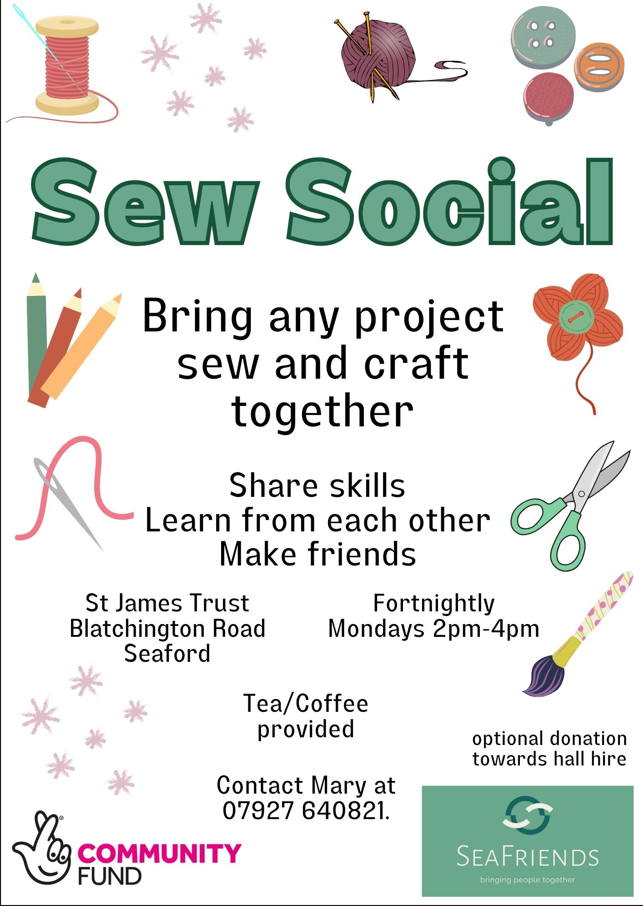 Sew Social
Bring any project
sew and craft
together
Share skills
Learn from each other
Make friends
St James Trust
Blatchington Road
Seaford
Fortnightly
Mondays 2pm-4pm
Tea/Coffee
provided
optional donation
towards hall hire
Contact Mary at
07927 640821.
COMMUNITY
FUND
SEAFRIENDS
bringing people together